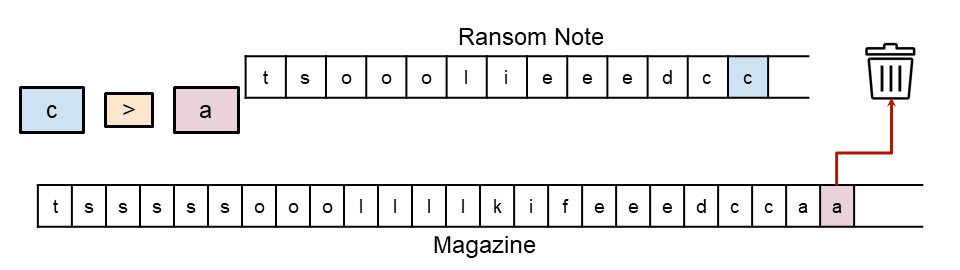 Ransom Note
t s o o o l i e e e d c c
c > a
t s s s s s o o o l l l l k i f e e e d c c a a
Magazine